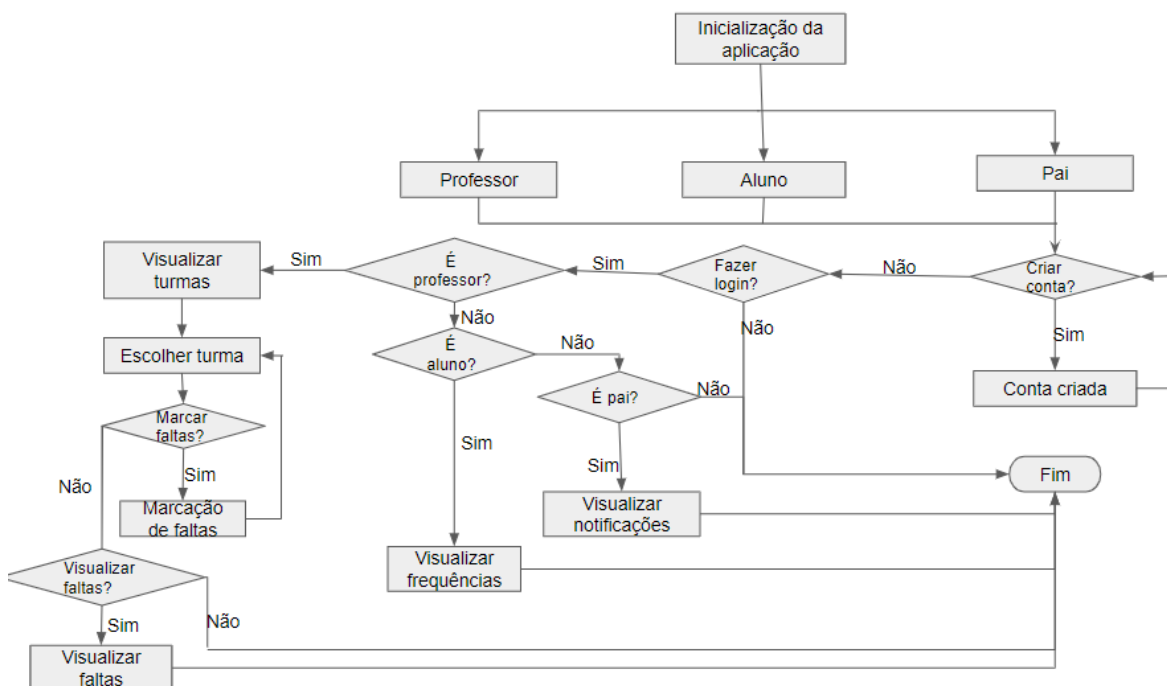 Inicialização da
aplicação
Professor
Aluno
Pai
Visualizar
turmas
Sim
É
professor?
Sim
Fazer
login?
Não
Criar
conta?
Não
Não
Sim
Escolher turma
É
aluno?
Não
É pai?
Não
Conta criada
Marcar
faltas?
Sim
Sim
Não
Sim
Fim
Marcação
de faltas
Visualizar
notificações
Visualizar
frequências
Visualizar
faltas?
Sim
Não
Visualizar
faltas